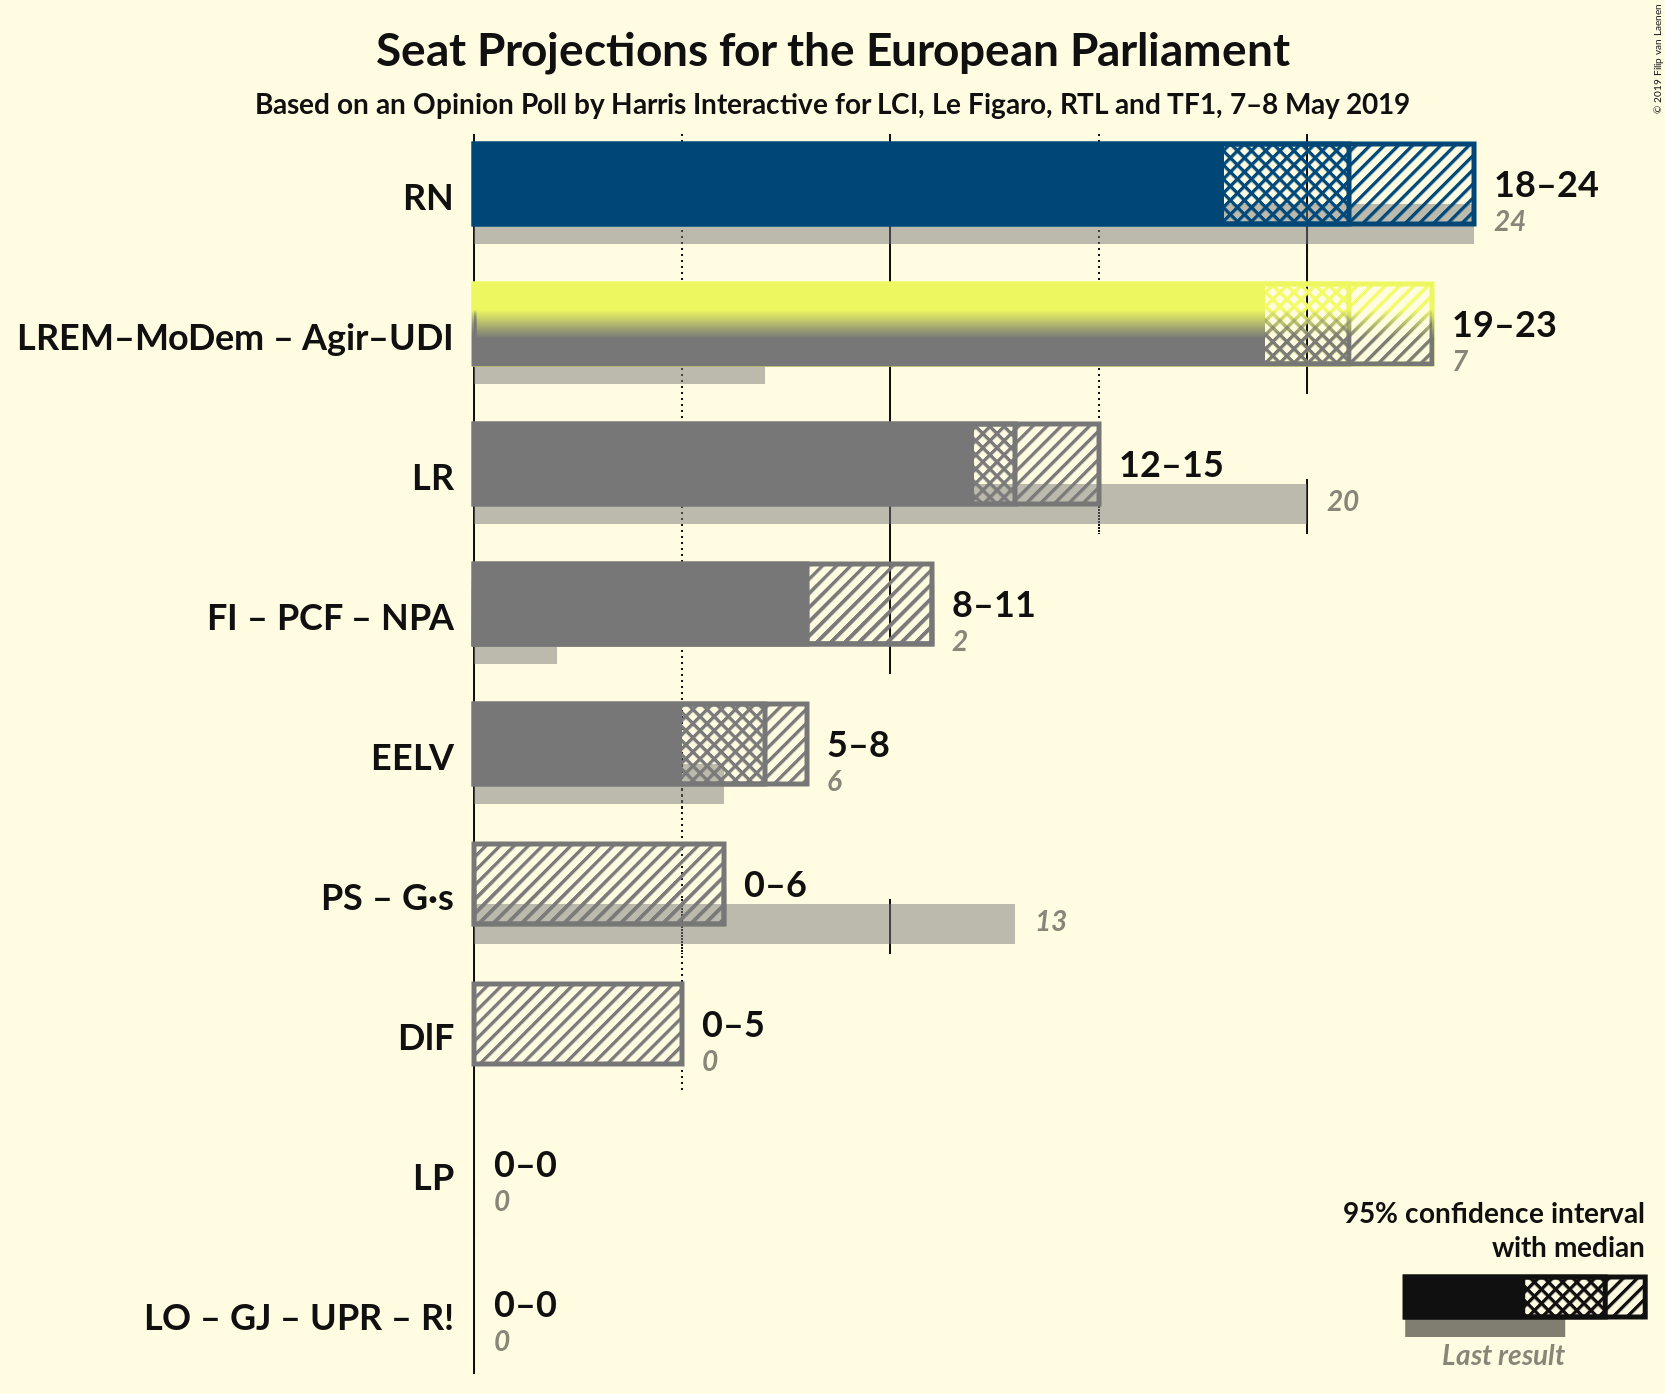 Seat Projections for the European Parliament
Based on an Opinion Poll by Harris Interactive for LCI, Le Figaro, RTL and TF1, 7–8 May 2019
© 2019 Filip van Laenen
RN
18–24
24
LREM–MoDem – Agir–UDI
19–23
7
LR
12–15
20
FI – PCF – NPA
8–11
2
EELV
5–8
6
PS – G·s
0–6
13
DlF
0–5
0
LP
0–0
0
LO – GJ – UPR – R!
0–0
0
95% confidence interval
with median
Last result